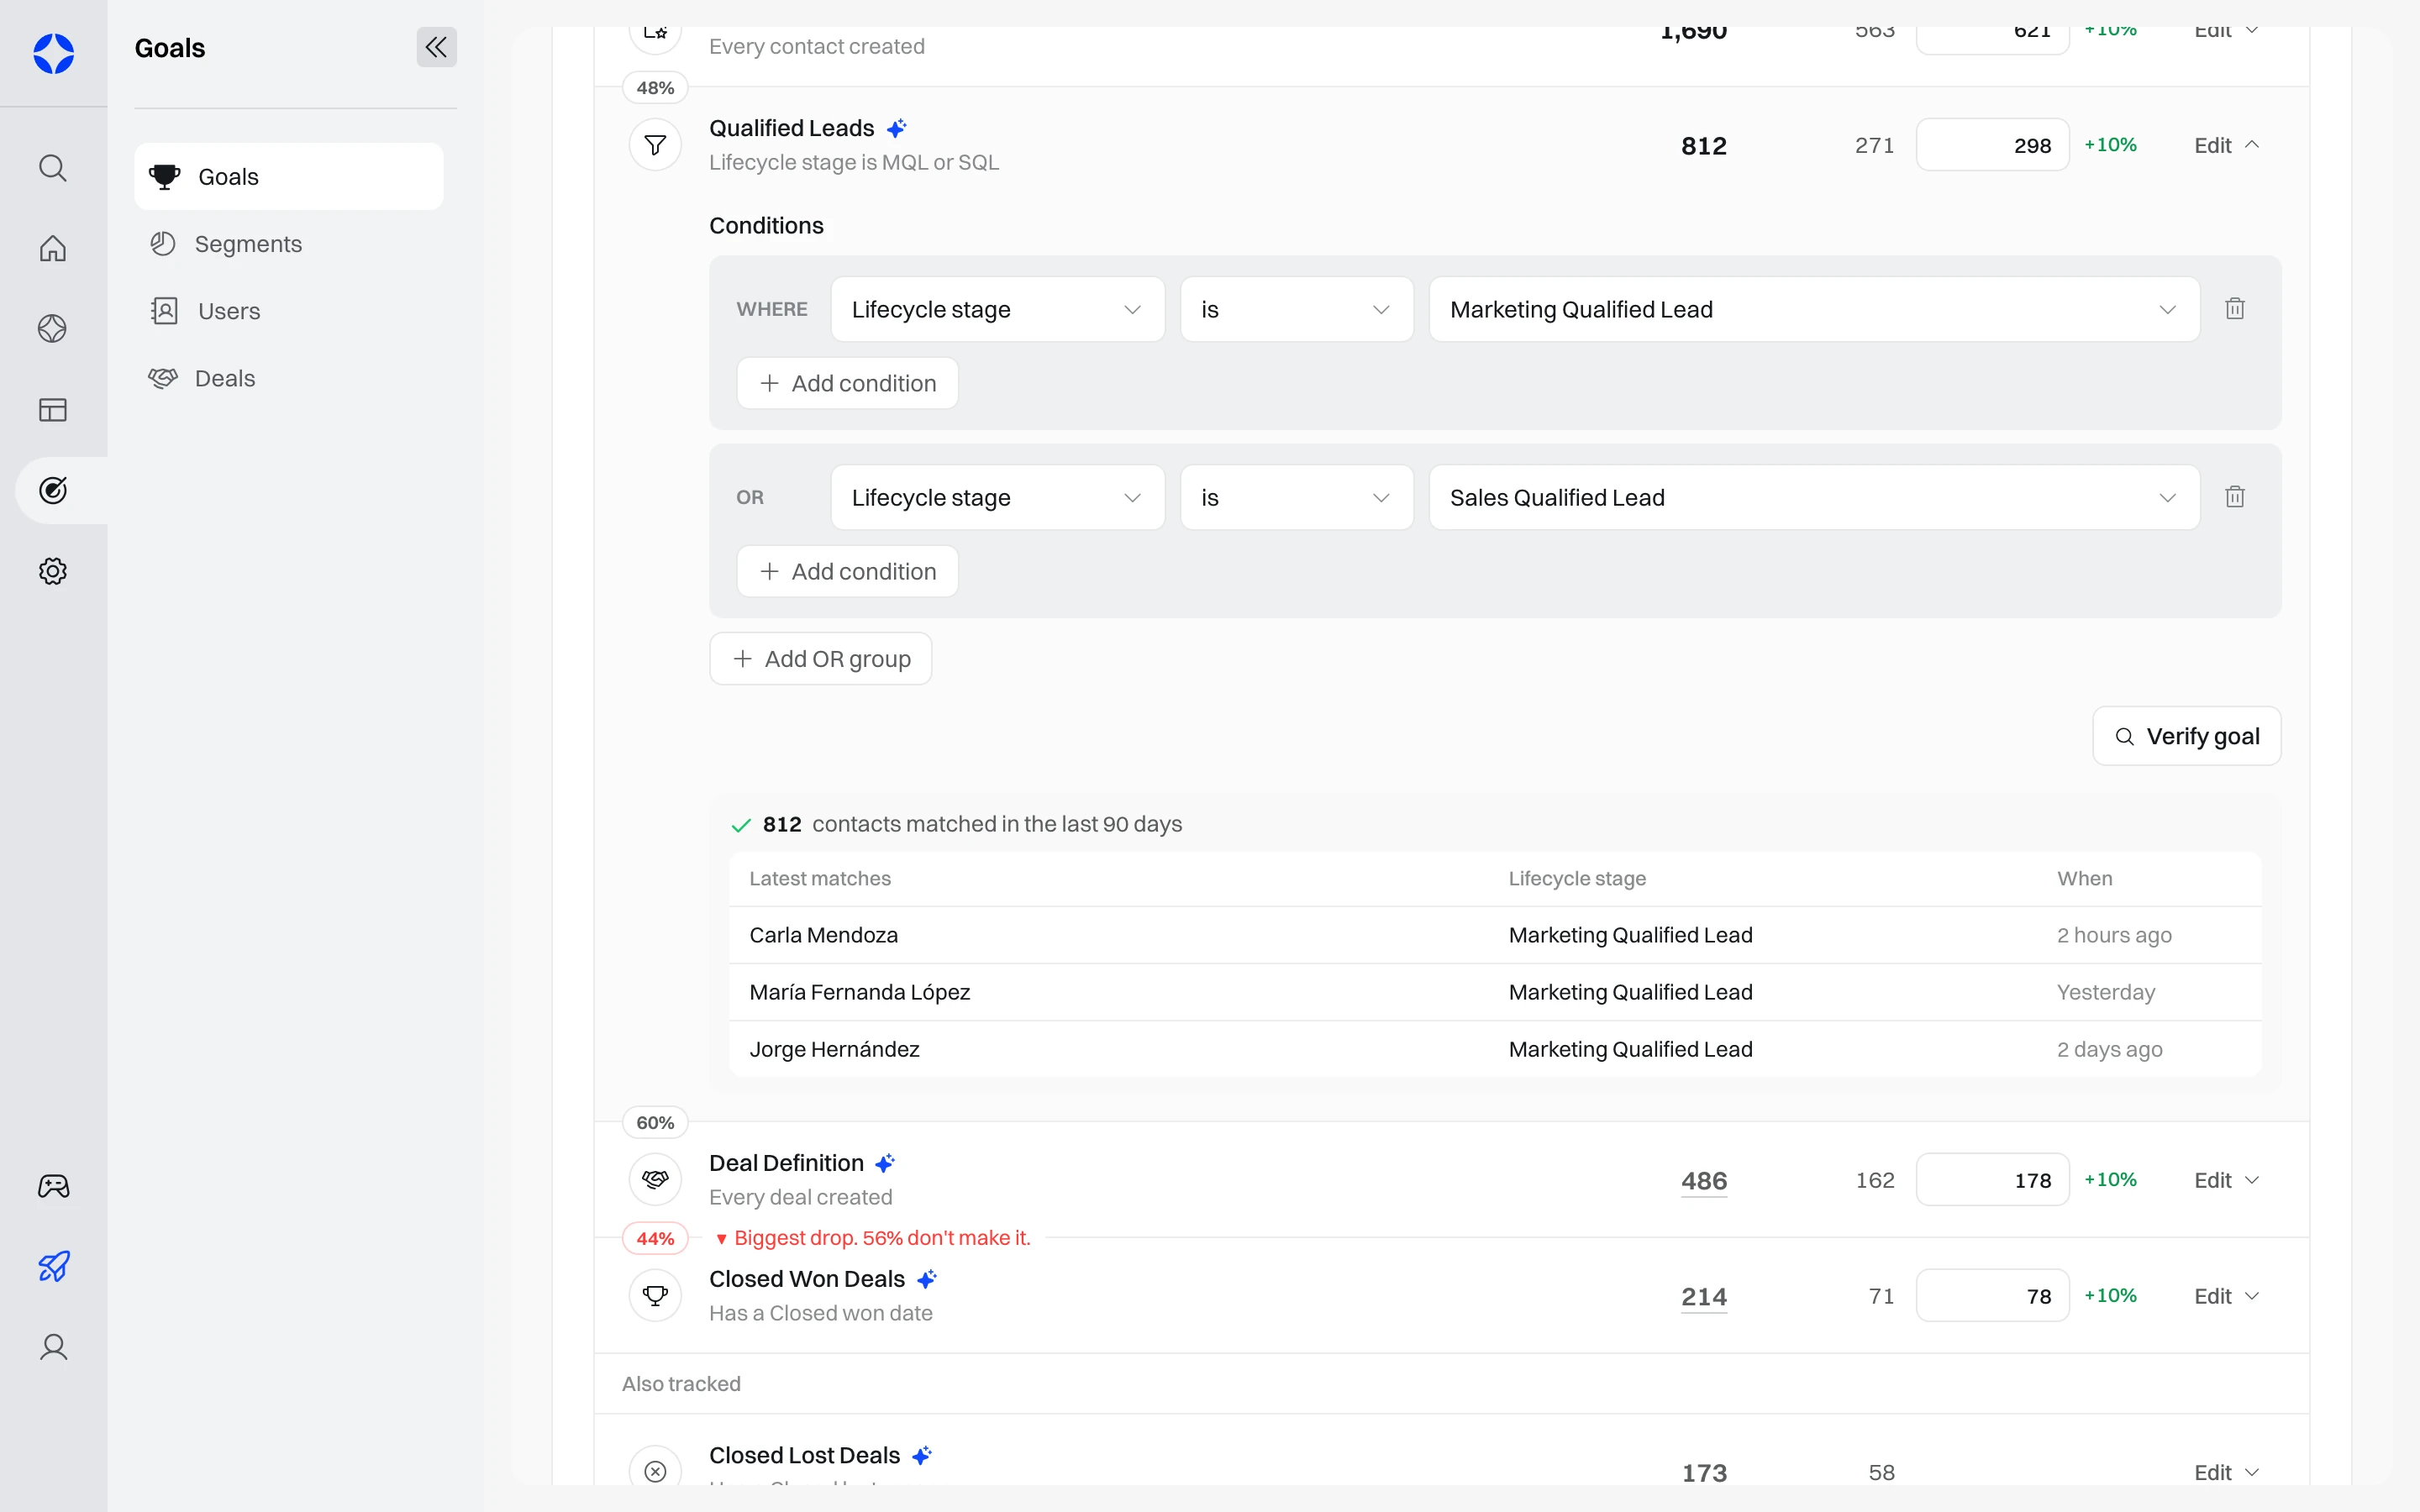 Goals
Goals
Segments
Users
Deals
Every contact created
1,690
563
621
+10%
Edit
48%
Qualified Leads
Lifecycle stage is MQL or SQL
812
271
298
+10%
Edit
Conditions
WHERE
Lifecycle stage
is
Marketing Qualified Lead
Add condition
OR
Lifecycle stage
is
Sales Qualified Lead
Add condition
Add OR group
Verify goal
812 contacts matched in the last 90 days
Latest matches
Lifecycle stage
When
Carla Mendoza
Marketing Qualified Lead
2 hours ago
María Fernanda López
Marketing Qualified Lead
Yesterday
Jorge Hernández
Marketing Qualified Lead
2 days ago
60%
Deal Definition
Every deal created
486
162
178
+10%
Edit
44%
▼ Biggest drop. 56% don't make it.
Closed Won Deals
Has a Closed won date
214
71
78
+10%
Edit
Also tracked
Closed Lost Deals
173
58
Edit